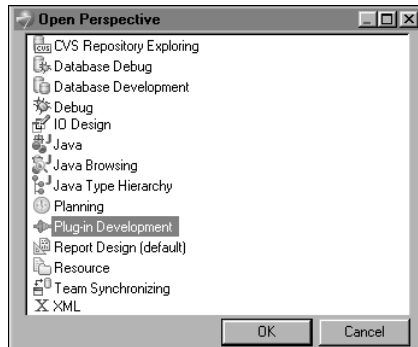 Open Perspective
CVS CVS Repository Exploring
Database Debug
Database Development
Debug
IO Design
Java
Java Browsing
Java Type Hierarchy
Planning
Plug-in Development
Report Design (default)
Resource
Team Synchronizing
XML
OK Cancel